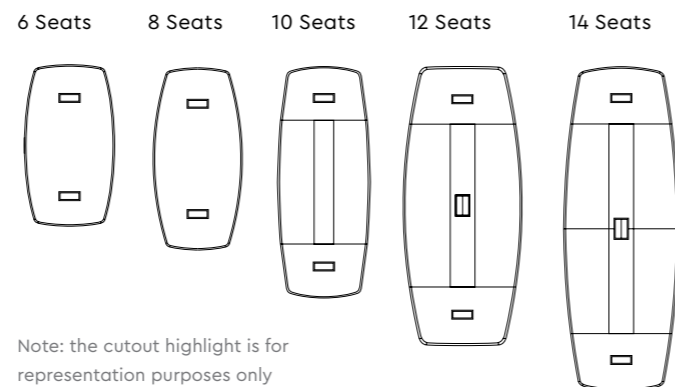 6 Seats 8 Seats 10 Seats 12 Seats 14 Seats
Note: the cutout highlight is for
representation purposes only